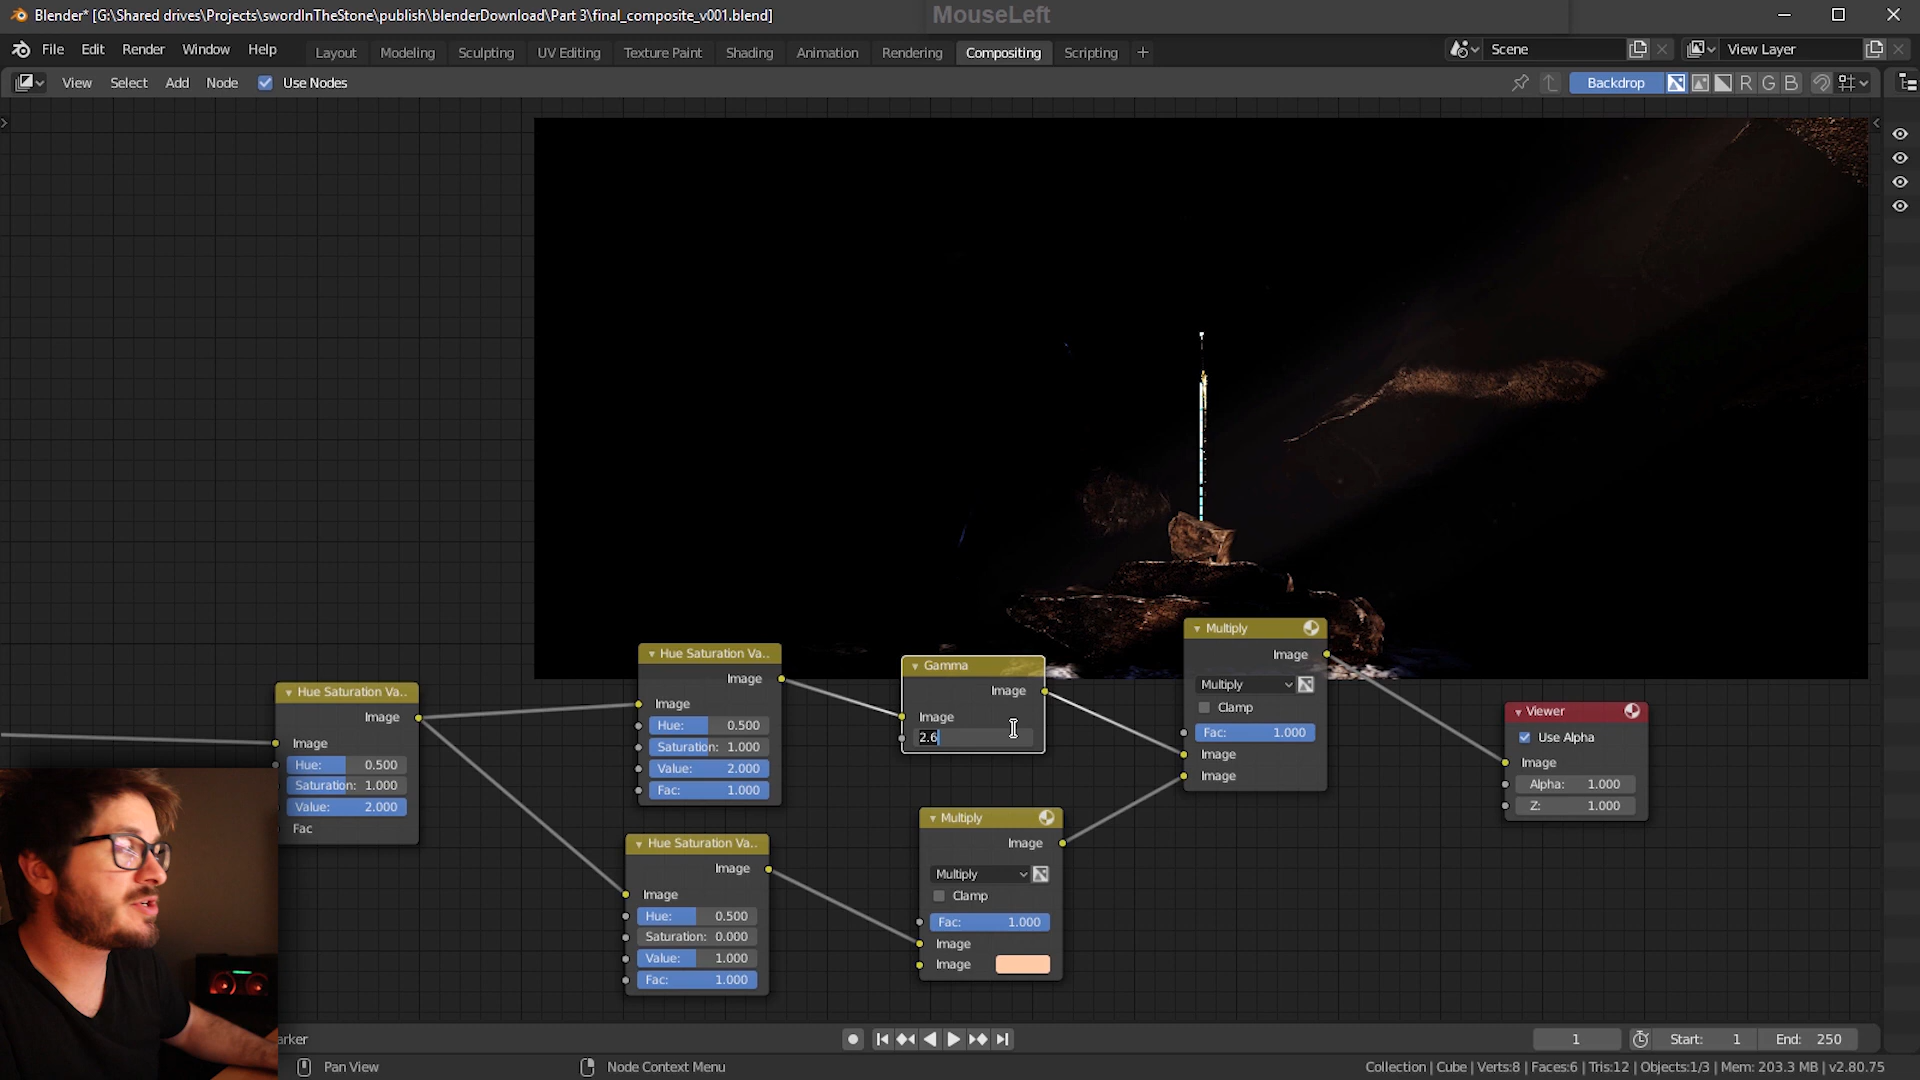 Blender* [G:\Shared drives\Projects\swordInTheStone\publish\blenderDownload\Part 3\final_composite_v001.blend]
MouseLeft
File Edit Render Window Help
Layout Modeling Sculpting UV Editing Texture Paint Shading Animation Rendering Compositing Scripting +
Scene
View Layer
View Select Add Node Use Nodes
Backdrop
R G B
Multiply
Image
Multiply
Clamp
Fac: 1.000
Image
Image
Hue Saturation Va..
Image
Image
Hue: 0.500
Saturation: 1.000
Value: 2.000
Fac: 1.000
Gamma
Image
Image
2.6
Hue Saturation Va..
Image
Image
Hue: 0.500
Saturation: 1.000
Value: 2.000
Fac
Viewer
Use Alpha
Image
Alpha: 1.000
Z: 1.000
Multiply
Image
Multiply
Clamp
Fac: 1.000
Image
Image
Hue Saturation Va..
Image
Image
Hue: 0.500
Saturation: 0.000
Value: 1.000
Fac: 1.000
arker
1
Start: 1
End: 250
Pan View
Node Context Menu
Collection | Cube | Verts:8 | Faces:6 | Tris:12 | Objects:1/3 | Mem: 203.3 MB | v2.80.75